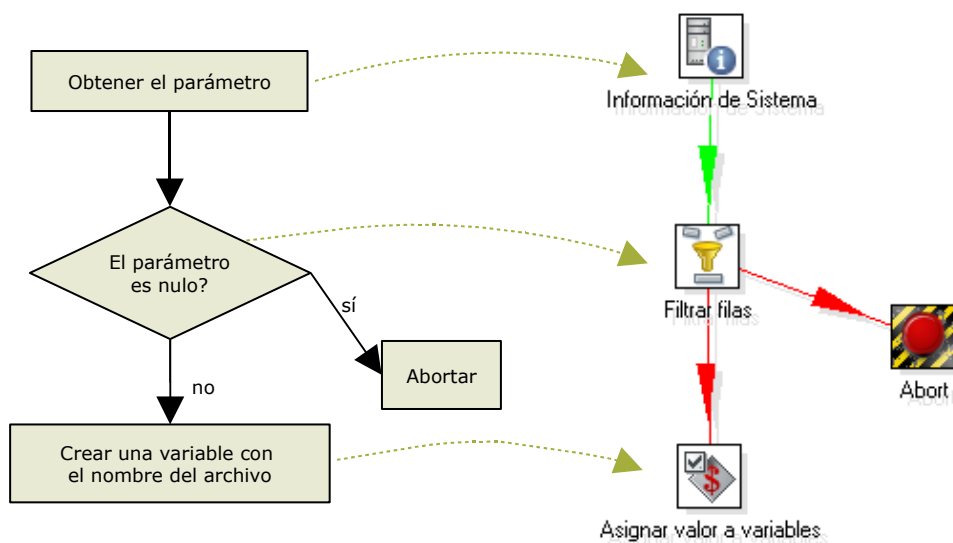 Obtener el parámetro
Información de Sistema
El parámetro
es nulo?
sí
Filtrar filas
Abortar
Abort
no
Crear una variable con
el nombre del archivo
Asignar valor a variables